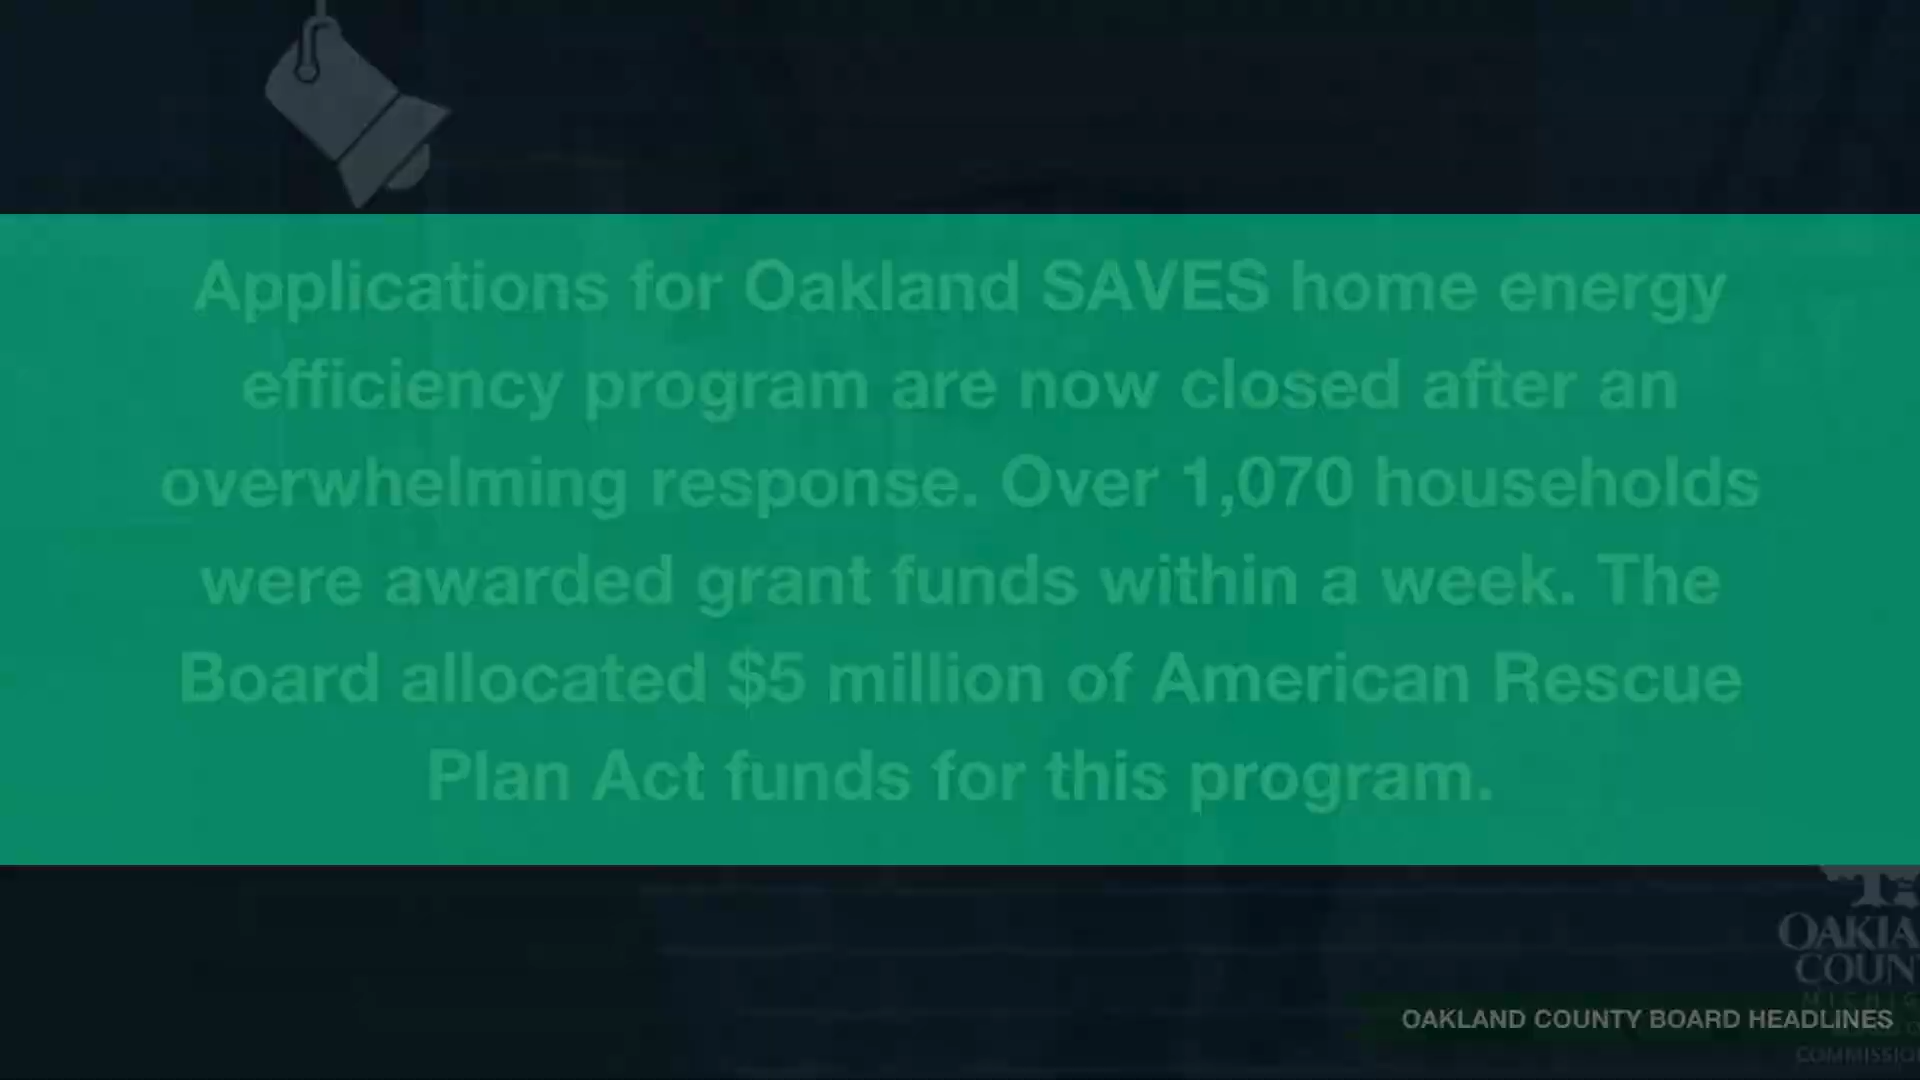 Applications for Oakland SAVES home energy
efficiency program are now closed after an
overwhelming response. Over 1,070 households
were awarded grant funds within a week. The
Board allocated $5 million of American Rescue
Plan Act funds for this program.
OAKLAND COUNTY BOARD HEADLINES